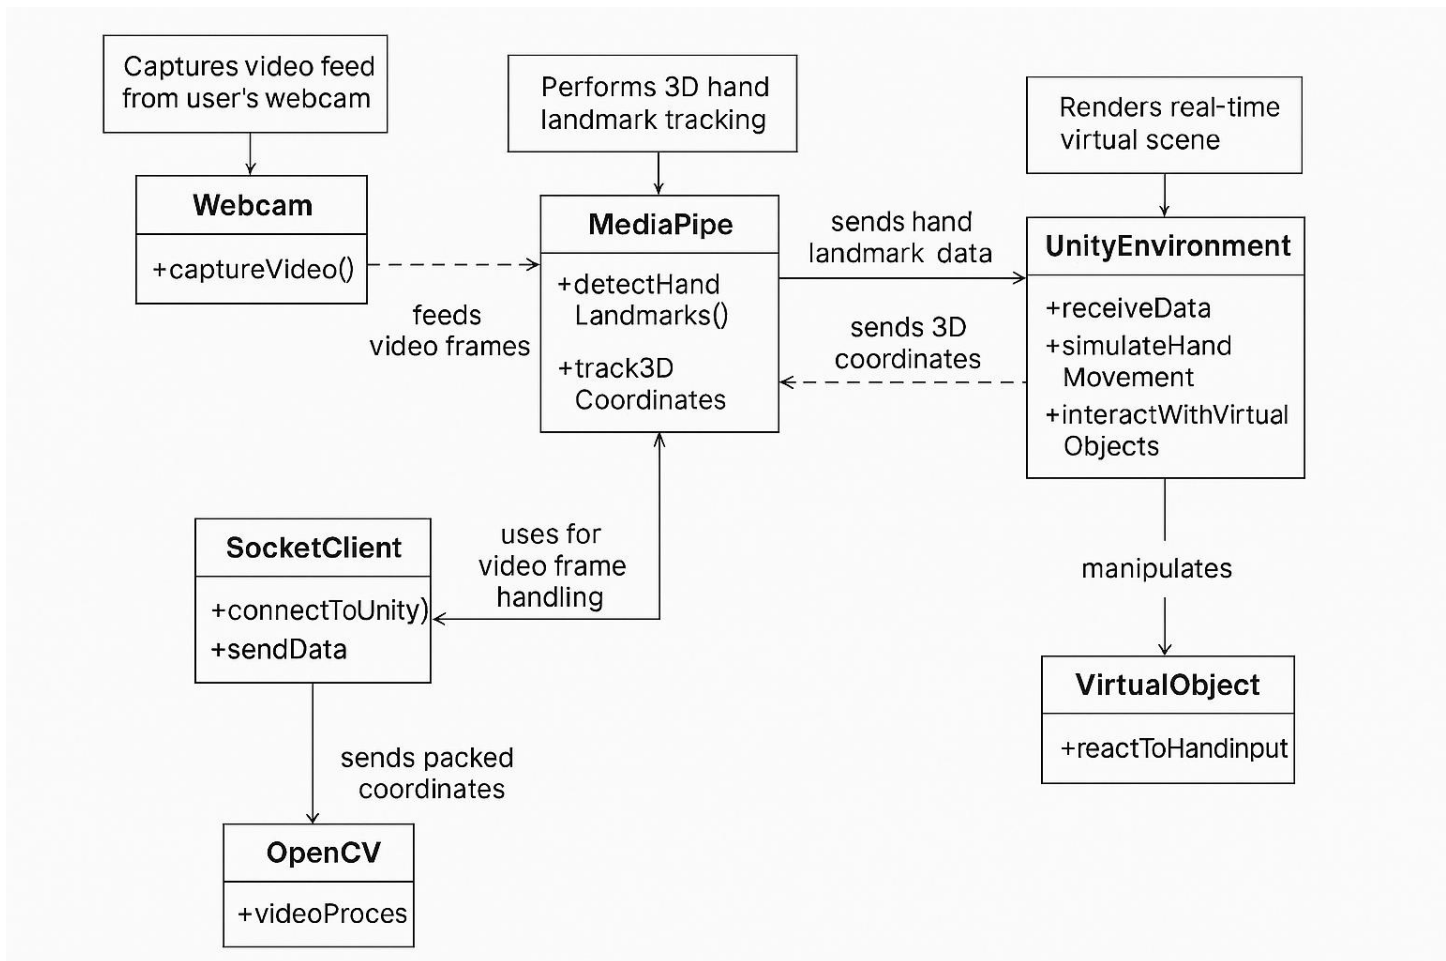 Captures video feed
from user's webcam
Performs 3D hand
landmark tracking
Renders real-time
virtual scene
Webcam
+captureVideo()
feeds
video frames
MediaPipe
+detectHand
Landmarks()
+track3D
Coordinates
sends hand
landmark data
sends 3D
coordinates
UnityEnvironment
+receiveData
+simulateHand
Movement
+interactWithVirtual
Objects
SocketClient
+connectToUnity)
+sendData
uses for
video frame
handling
manipulates
VirtualObject
+reactToHandinput
sends packed
coordinates
OpenCV
+videoProces